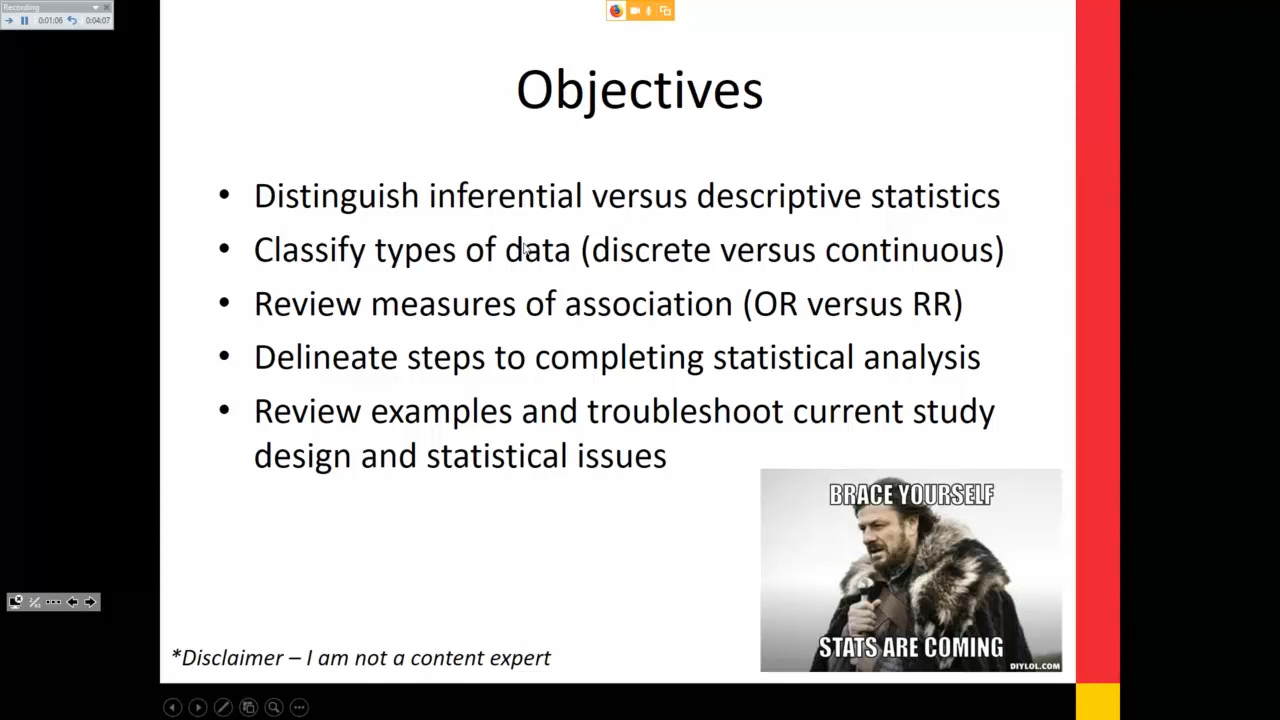 Recording
0:01:06
0:04:07
Objectives
• Distinguish inferential versus descriptive statistics
• Classify types of data (discrete versus continuous)
• Review measures of association (OR versus RR)
• Delineate steps to completing statistical analysis
• Review examples and troubleshoot current study
design and statistical issues
BRACE YOURSELF
STATS ARE COMING
DIYLOL.COM
*Disclaimer – I am not a content expert